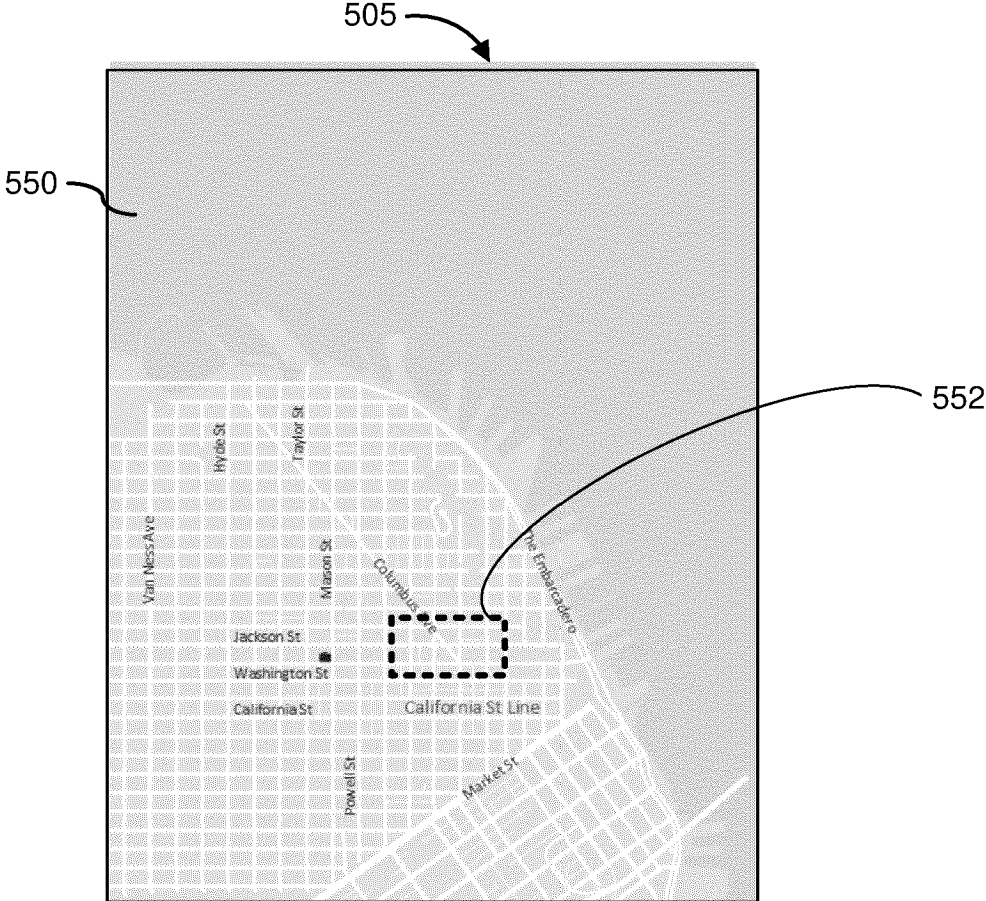 505
550
552
Hyde St
Taylor St
Van Ness Ave
Mason St
Columbus Ave
The Embarcadero
Jackson St
Washington St
California St
California St Line
Powell St
Market St